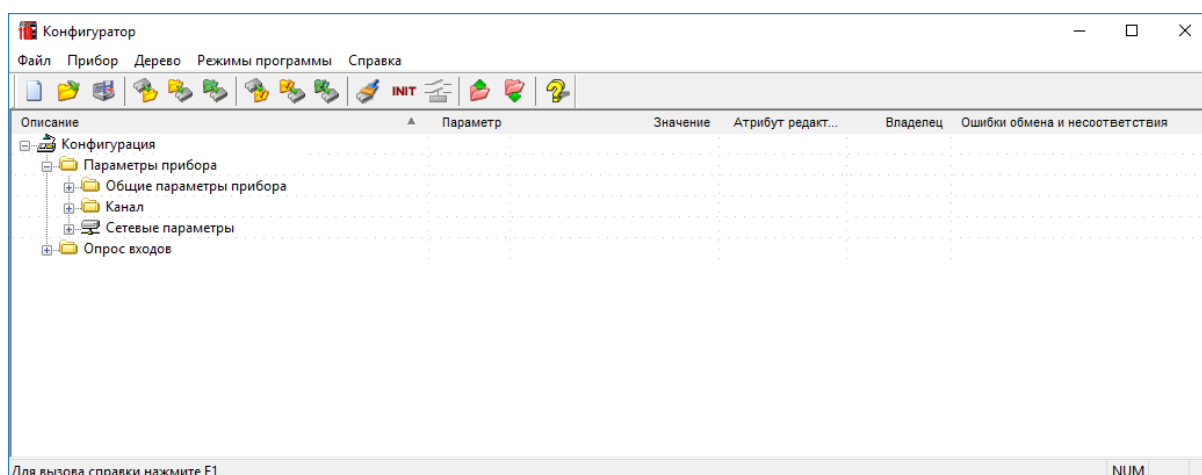 Конфигуратор
Файл Прибор Дерево Режимы программы Справка
INIT
Описание Параметр Значение Атрибут редакт... Владелец Ошибки обмена и несоответствия
Конфигурация
Параметры прибора
Общие параметры прибора
Канал
Сетевые параметры
Опрос входов
Для вызова справки нажмите F1 NUM